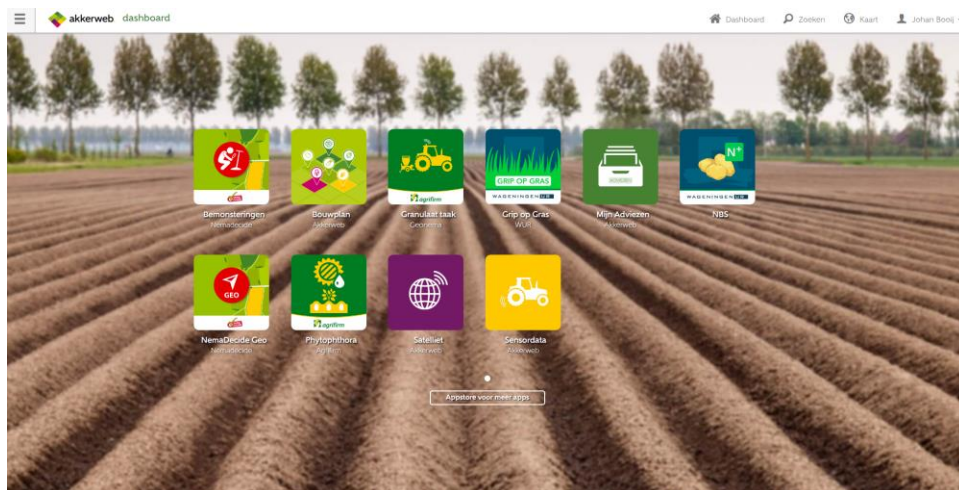 akkerweb dashboard
Dashboard
Zoeken
Kaart
Johan Booij
GRIP OP GRAS
agrifirm
WAGENINGEN UR
WAGENINGEN UR
N+
Bemonsteringen
Bouwplan
Granulaat taak
Grip op Gras
Mijn Adviezen
NBS
Nemadecide
Akkerweb
WUR
Akkerweb
GEO
agrifirm
NemaDecide Geo
Phytophthora
Satelliet
Sensordata
Nemadecide
Akkerweb
Akkerweb
Appstore voor meer apps